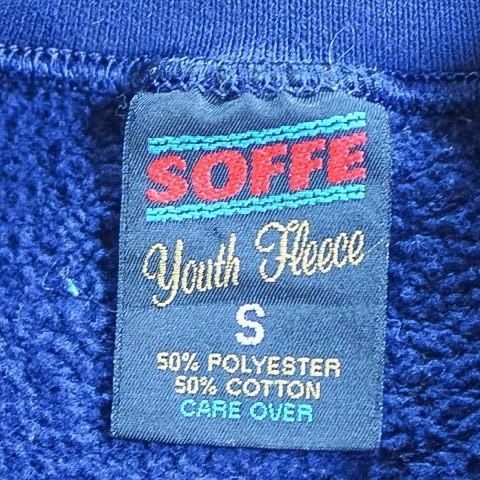 SOFFE
Youth Fleece
S
50% POLYESTER
50% COTTON
CARE OVER